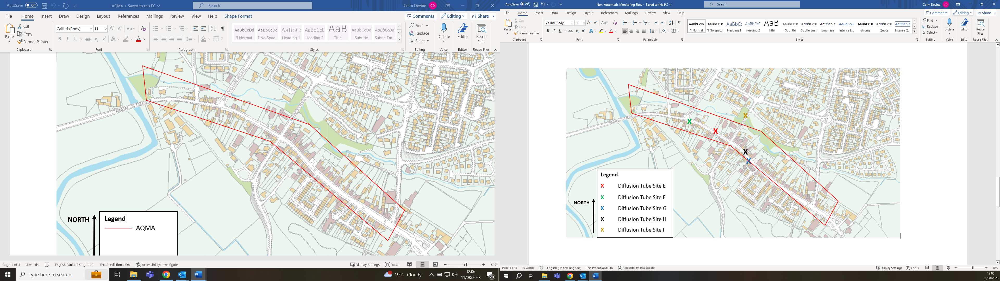 AutoSave Off
AQMA • Saved to this PC
Search
Colm Devine CD
File Home Insert Draw Design Layout References Mailings Review View Help Shape Format
Comments Editing Share
Paste
Cut
Copy
Format Painter
Calibri (Body) 11
AaBbCcDd AaBbCcDd AaBbCc AaBbCcD AaB AaBbCcDd AaBbCcDd
¶ Normal ¶ No Spac... Heading 1 Heading 2 Title Subtitle Subtle Em...
Find
Replace
Select
Dictate
Editor
Reuse Files
Clipboard Font Paragraph Styles Editing Voice Editor Reuse Files
STATION ROAD
MAIN STREET
NORTH
Legend
AQMA
Page 1 of 4 3 words English (United Kingdom) Text Predictions: On Accessibility: Investigate
Display Settings Focus 150%
Type here to search
19°C Cloudy
12:06
11/08/2023
20
AutoSave Off
Non-Automatic Monitoring Sites • Saved to this PC
Search
Colm Devine CD
File Home Insert Draw Design Layout References Mailings Review View Help
Comments Editing Share
Paste
Cut
Copy
Format Painter
Calibri (Body) 11
AaBbCcDd AaBbCcDd AaBbCc AaBbCcD AaB AaBbCcDd AaBbCcDd AaBbCcDd AaBbCcDd AaBbCcDd AaBbCcDd AaBbCcDd
¶ Normal ¶ No Spac... Heading 1 Heading 2 Title Subtitle Subtle Em... Emphasis Intense E... Strong Quote Intense Q...
Find
Replace
Select
Dictate
Editor
Reuse Files
Clipboard Font Paragraph Styles Editing Voice Editor Reuse Files
STATION ROAD
MAIN STREET
X
X
X
X
X
NORTH
Legend
X Diffusion Tube Site E
X Diffusion Tube Site F
X Diffusion Tube Site G
X Diffusion Tube Site H
X Diffusion Tube Site I
Page 4 of 5 10 words English (United Kingdom) Text Predictions: On Accessibility: Investigate
Display Settings Focus 150%
12:06
11/08/2023